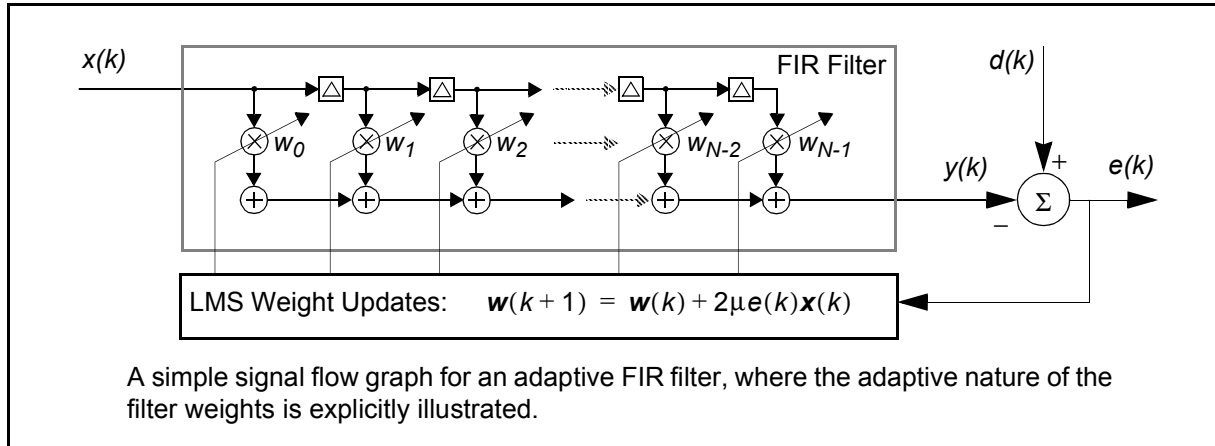 x(k)
FIR Filter
d(k)
w0 w1 w2 wN-2 wN-1
y(k) + e(k)
Σ
–
LMS Weight Updates: w(k + 1) = w(k) + 2μe(k)x(k)
A simple signal flow graph for an adaptive FIR filter, where the adaptive nature of the
filter weights is explicitly illustrated.